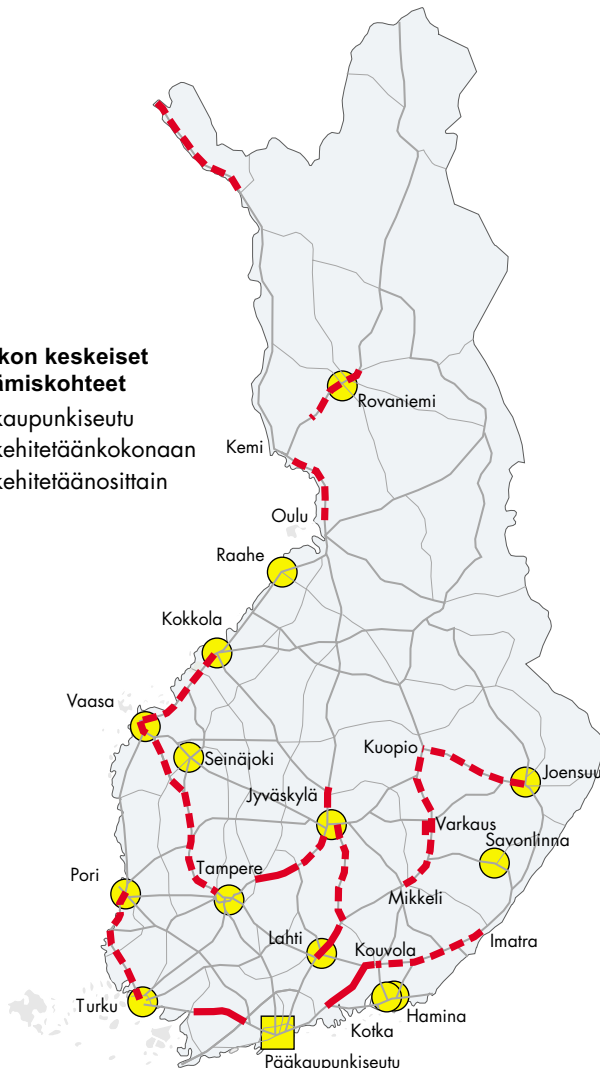 kon keskeiset
ämiskohteet
kaupunkiseutu
kehitetäänkokonaan
kehitetäänosittain
Rovaniemi
Kemi
Oulu
Raahe
Kokkola
Vaasa
Seinäjoki
Kuopio
Joensuu
Jyväskylä
Varkaus
Savonlinna
Tampere
Pori
Mikkeli
Lahti
Kouvola
Imatra
Turku
Hamina
Kotka
Pääkaupunkiseutu